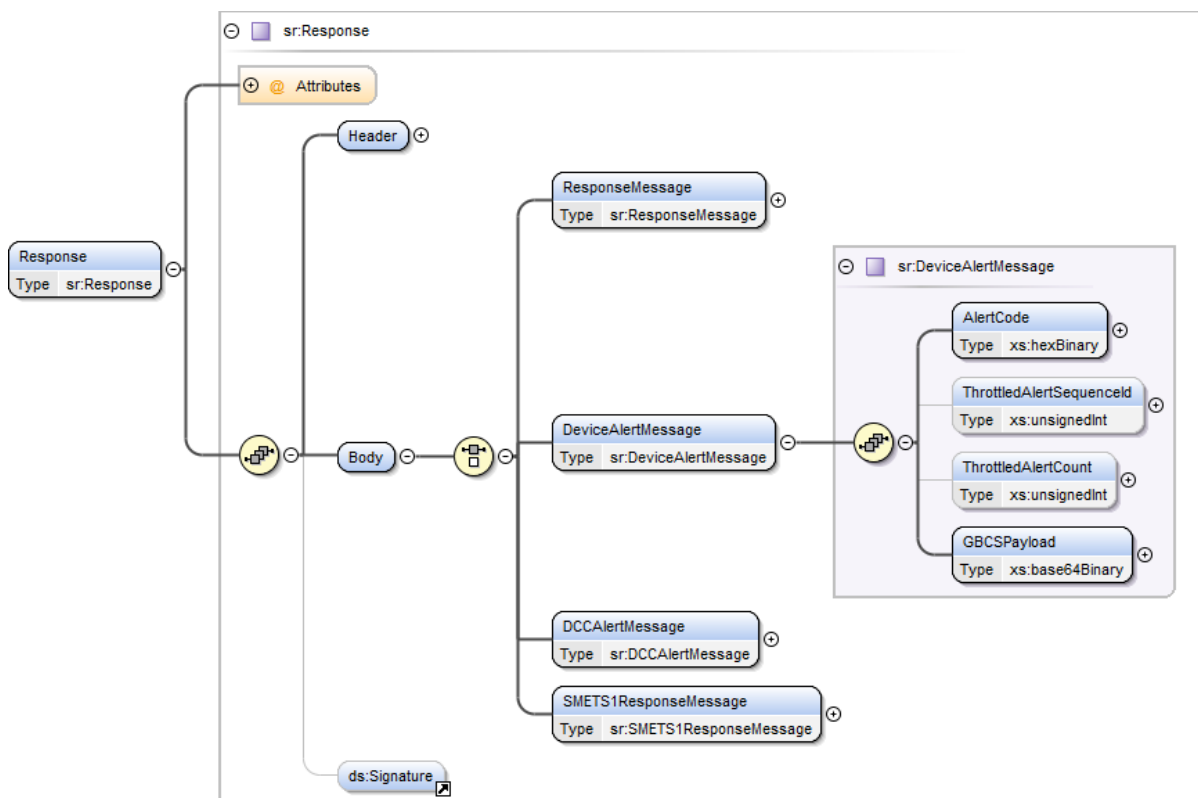 sr:Response
@ Attributes
Header
ResponseMessage
Type sr:ResponseMessage
Response
Type sr:Response
sr:DeviceAlertMessage
AlertCode
Type xs:hexBinary
ThrottledAlertSequenceId
Type xs:unsignedInt
DeviceAlertMessage
Type sr:DeviceAlertMessage
Body
ThrottledAlertCount
Type xs:unsignedInt
GBCSPayload
Type xs:base64Binary
DCCAlertMessage
Type sr:DCCAlertMessage
SMETS1ResponseMessage
Type sr:SMETS1ResponseMessage
ds:Signature